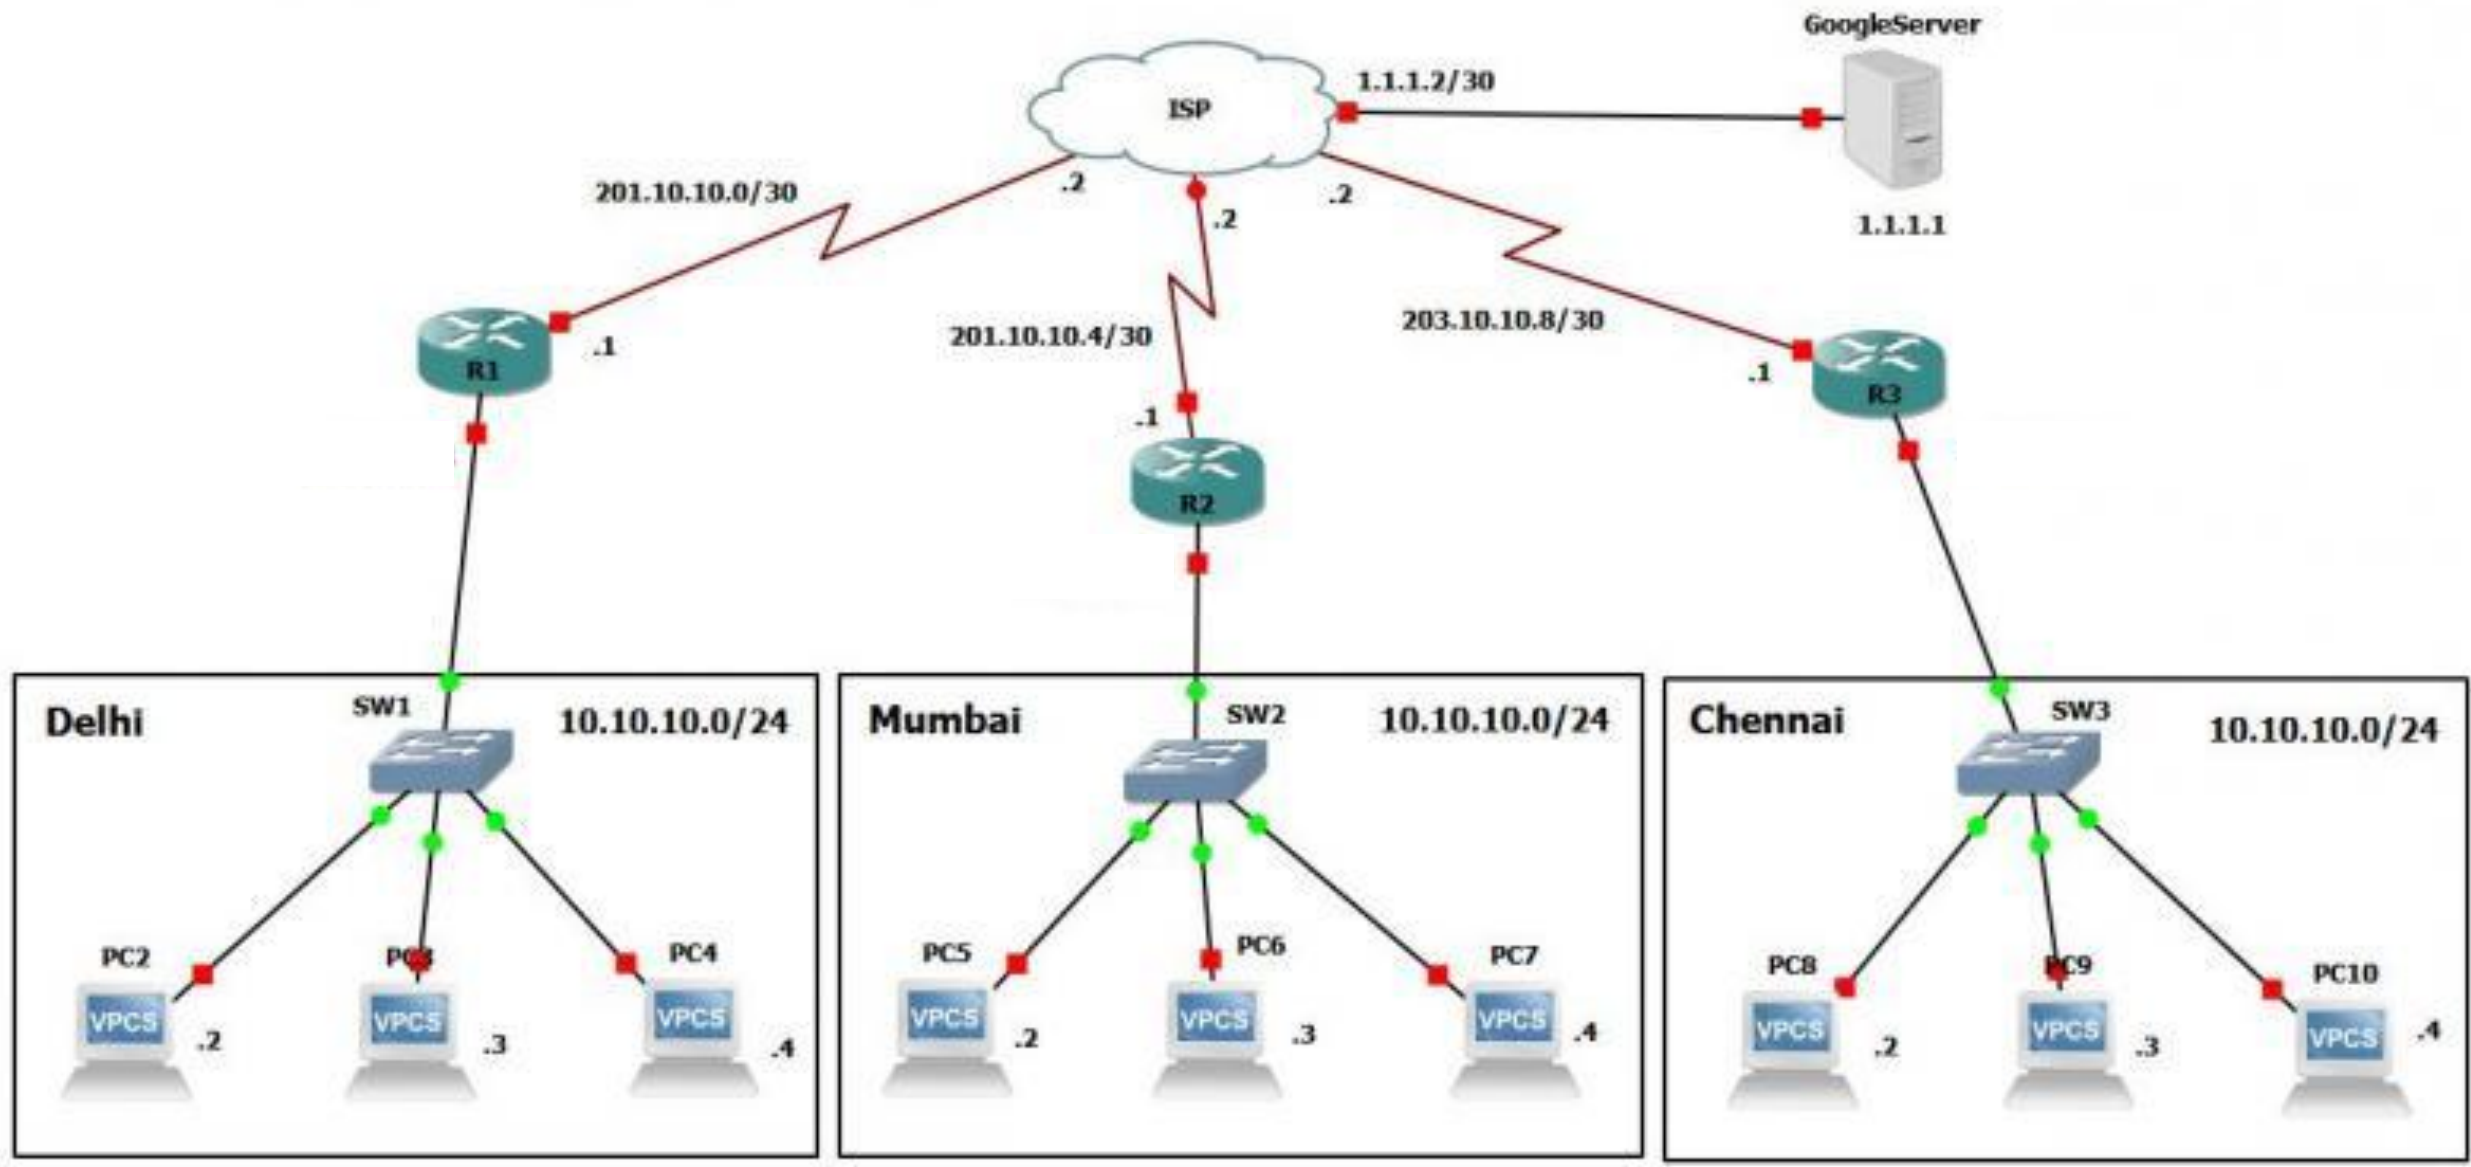 GoogleServer
1.1.1.2/30
ISP
1.1.1.1
201.10.10.0/30
.2
.2
.2
201.10.10.4/30
203.10.10.8/30
.1
.1
.1
R1
R2
R3
Delhi
SW1
10.10.10.0/24
Mumbai
SW2
10.10.10.0/24
Chennai
SW3
10.10.10.0/24
PC2
PC3
PC4
PC5
PC6
PC7
PC8
PC9
PC10
VPCS
.2
VPCS
.3
VPCS
.4
VPCS
.2
VPCS
.3
VPCS
.4
VPCS
.2
VPCS
.3
VPCS
.4